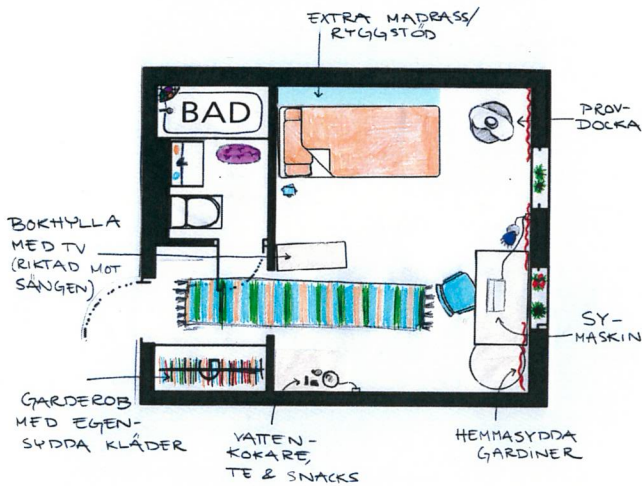 EXTRA MADRASS/
RYGGSTÖD
BAD
PROV-
DOCKA
BOKHYLLA
MED TV
(RIKTAD MOT
SÄNGEN)
SY-
MASKIN
GARDEROB
MED EGEN-
SYDDA KLÄDER
VATTEN-
KOKARE,
TE & SNACKS
HEMMASYDDA
GARDINER